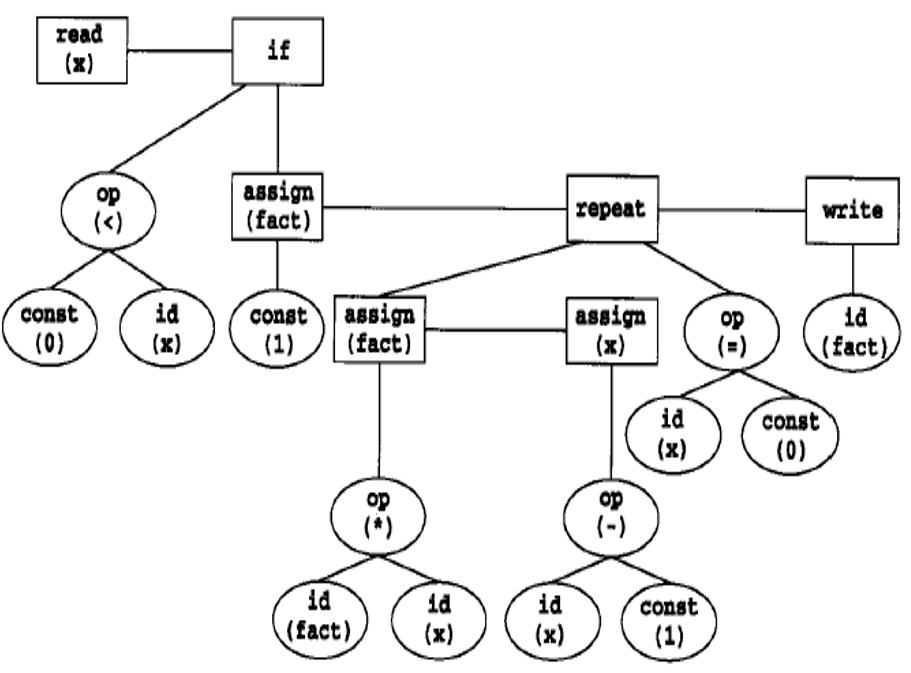 read
(x)
if
op
(<)
assign
(fact)
repeat
write
const
(0)
id
(x)
const
(1)
assign
(fact)
assign
(x)
op
(=)
id
(fact)
id
(x)
const
(0)
op
(*)
op
(-)
id
(fact)
id
(x)
id
(x)
const
(1)